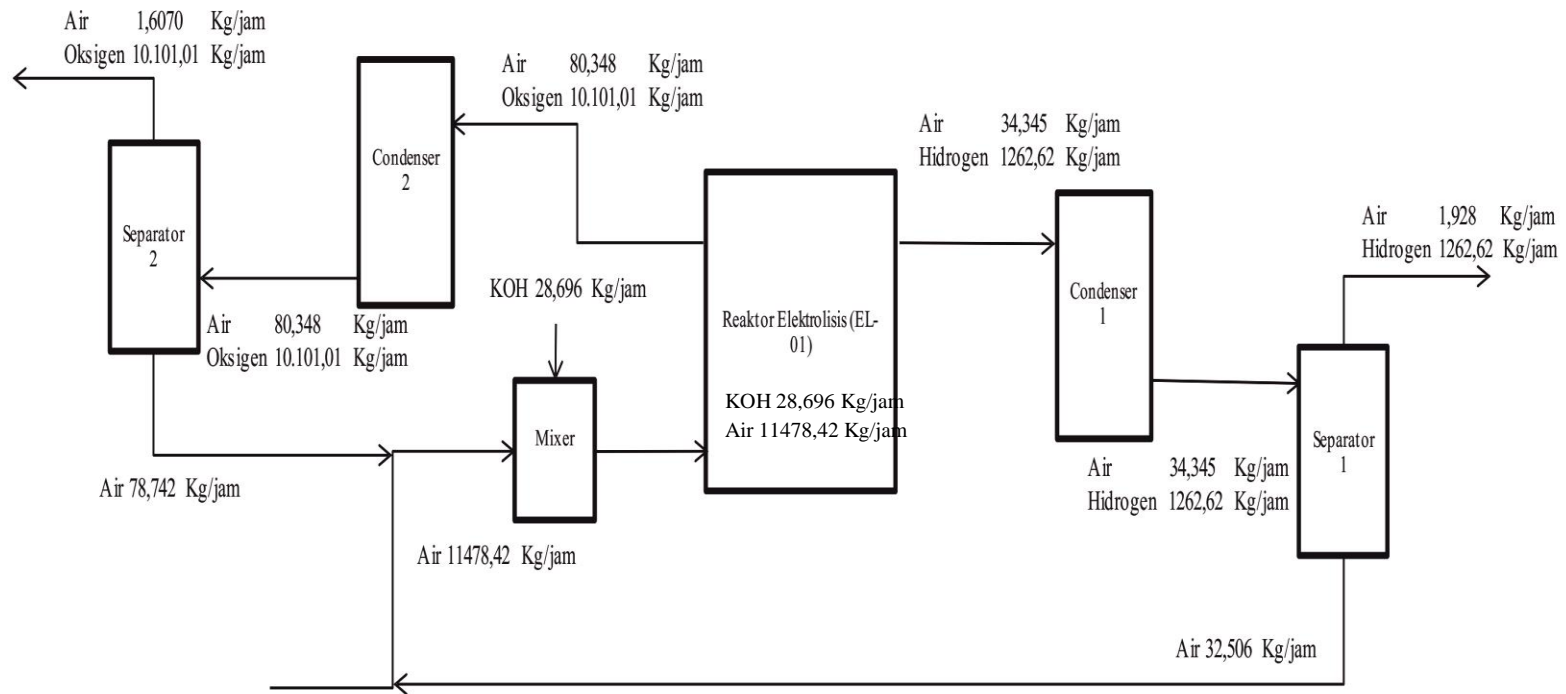 Air 1,6070 Kg/jam
Oksigen 10.101,01 Kg/jam
Air 80,348 Kg/jam
Oksigen 10.101,01 Kg/jam
Air 34,345 Kg/jam
Hidrogen 1262,62 Kg/jam
Condenser
2
Separator
2
Air 1,928 Kg/jam
Hidrogen 1262,62 Kg/jam
KOH 28,696 Kg/jam
Condenser
1
Air 80,348 Kg/jam
Oksigen 10.101,01 Kg/jam
Reaktor Elektrolisis (EL-
01)
KOH 28,696 Kg/jam
Air 11478,42 Kg/jam
Mixer
Separator
1
Air 34,345 Kg/jam
Hidrogen 1262,62 Kg/jam
Air 78,742 Kg/jam
Air 11478,42 Kg/jam
Air 32,506 Kg/jam